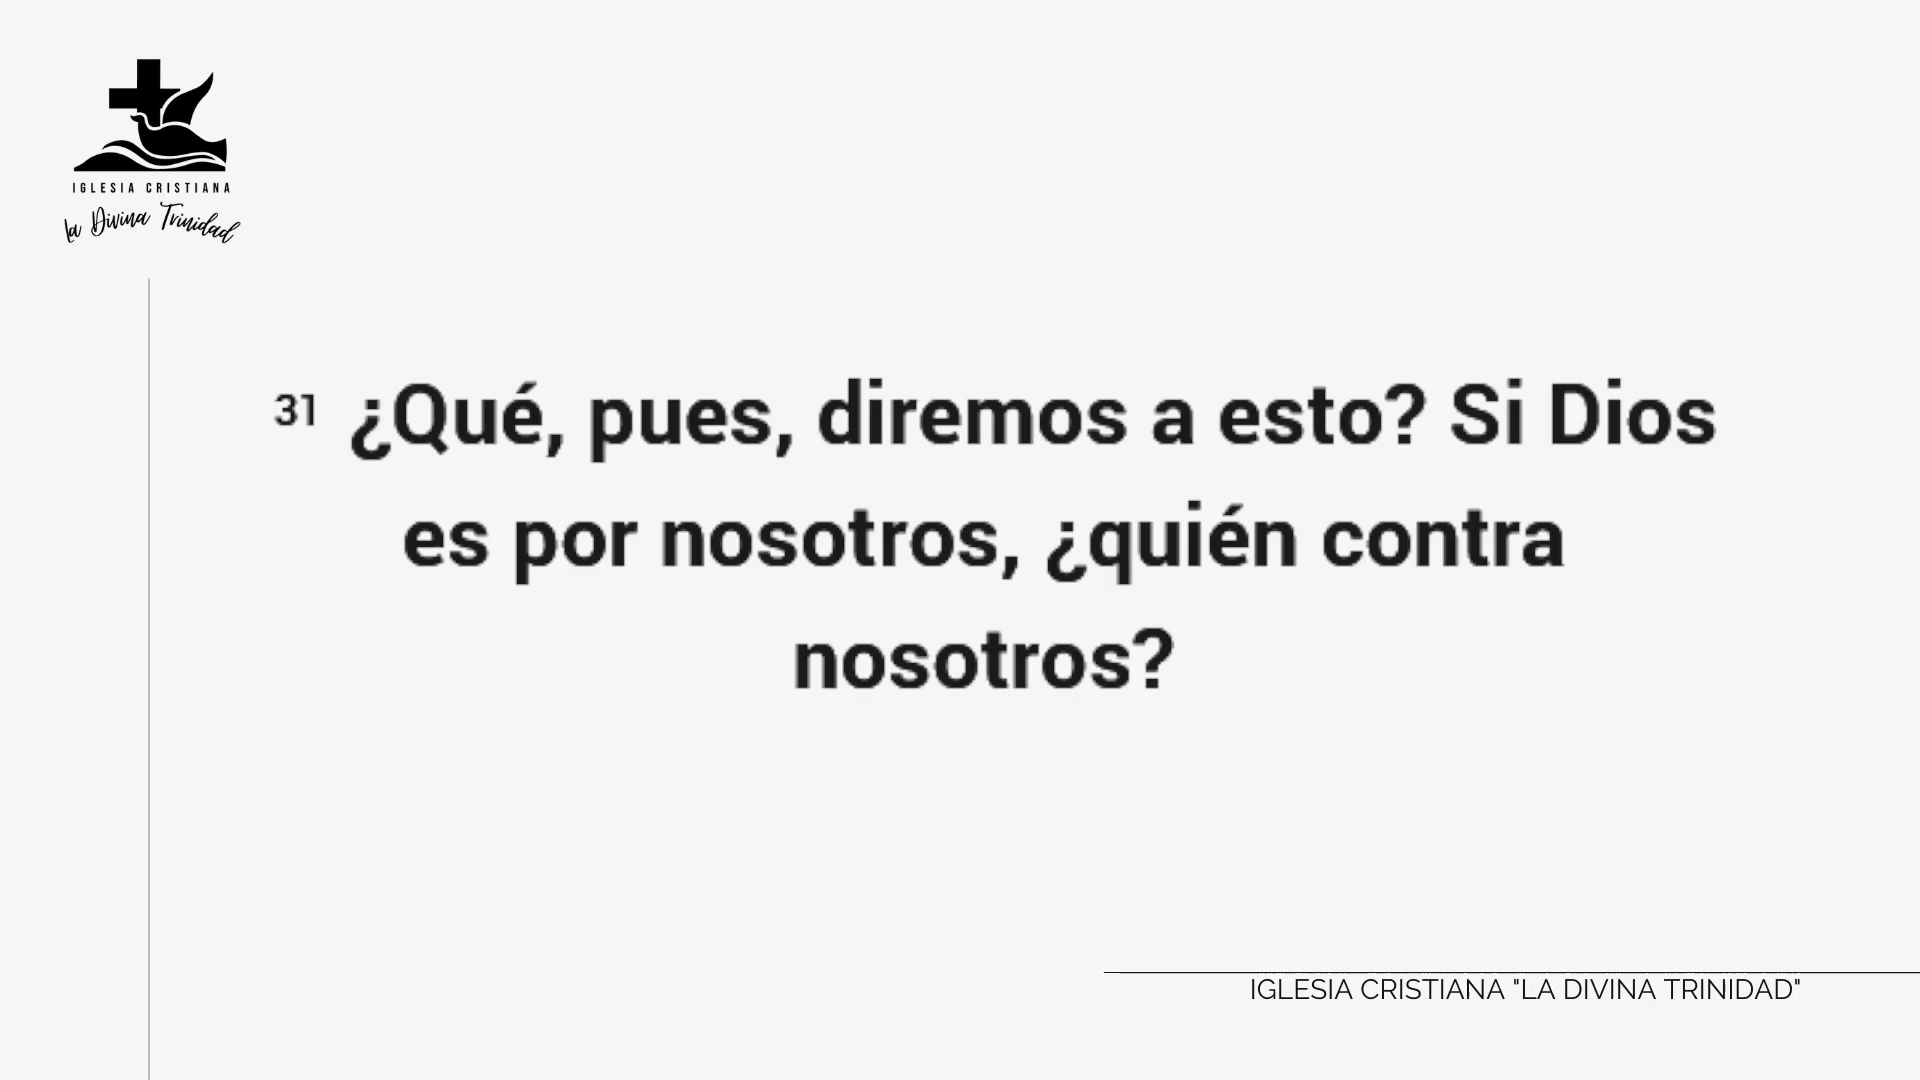 IGLESIA CRISTIANA
La Divina Trinidad
31 ¿Qué, pues, diremos a esto? Si Dios
es por nosotros, ¿quién contra
nosotros?
IGLESIA CRISTIANA "LA DIVINA TRINIDAD"